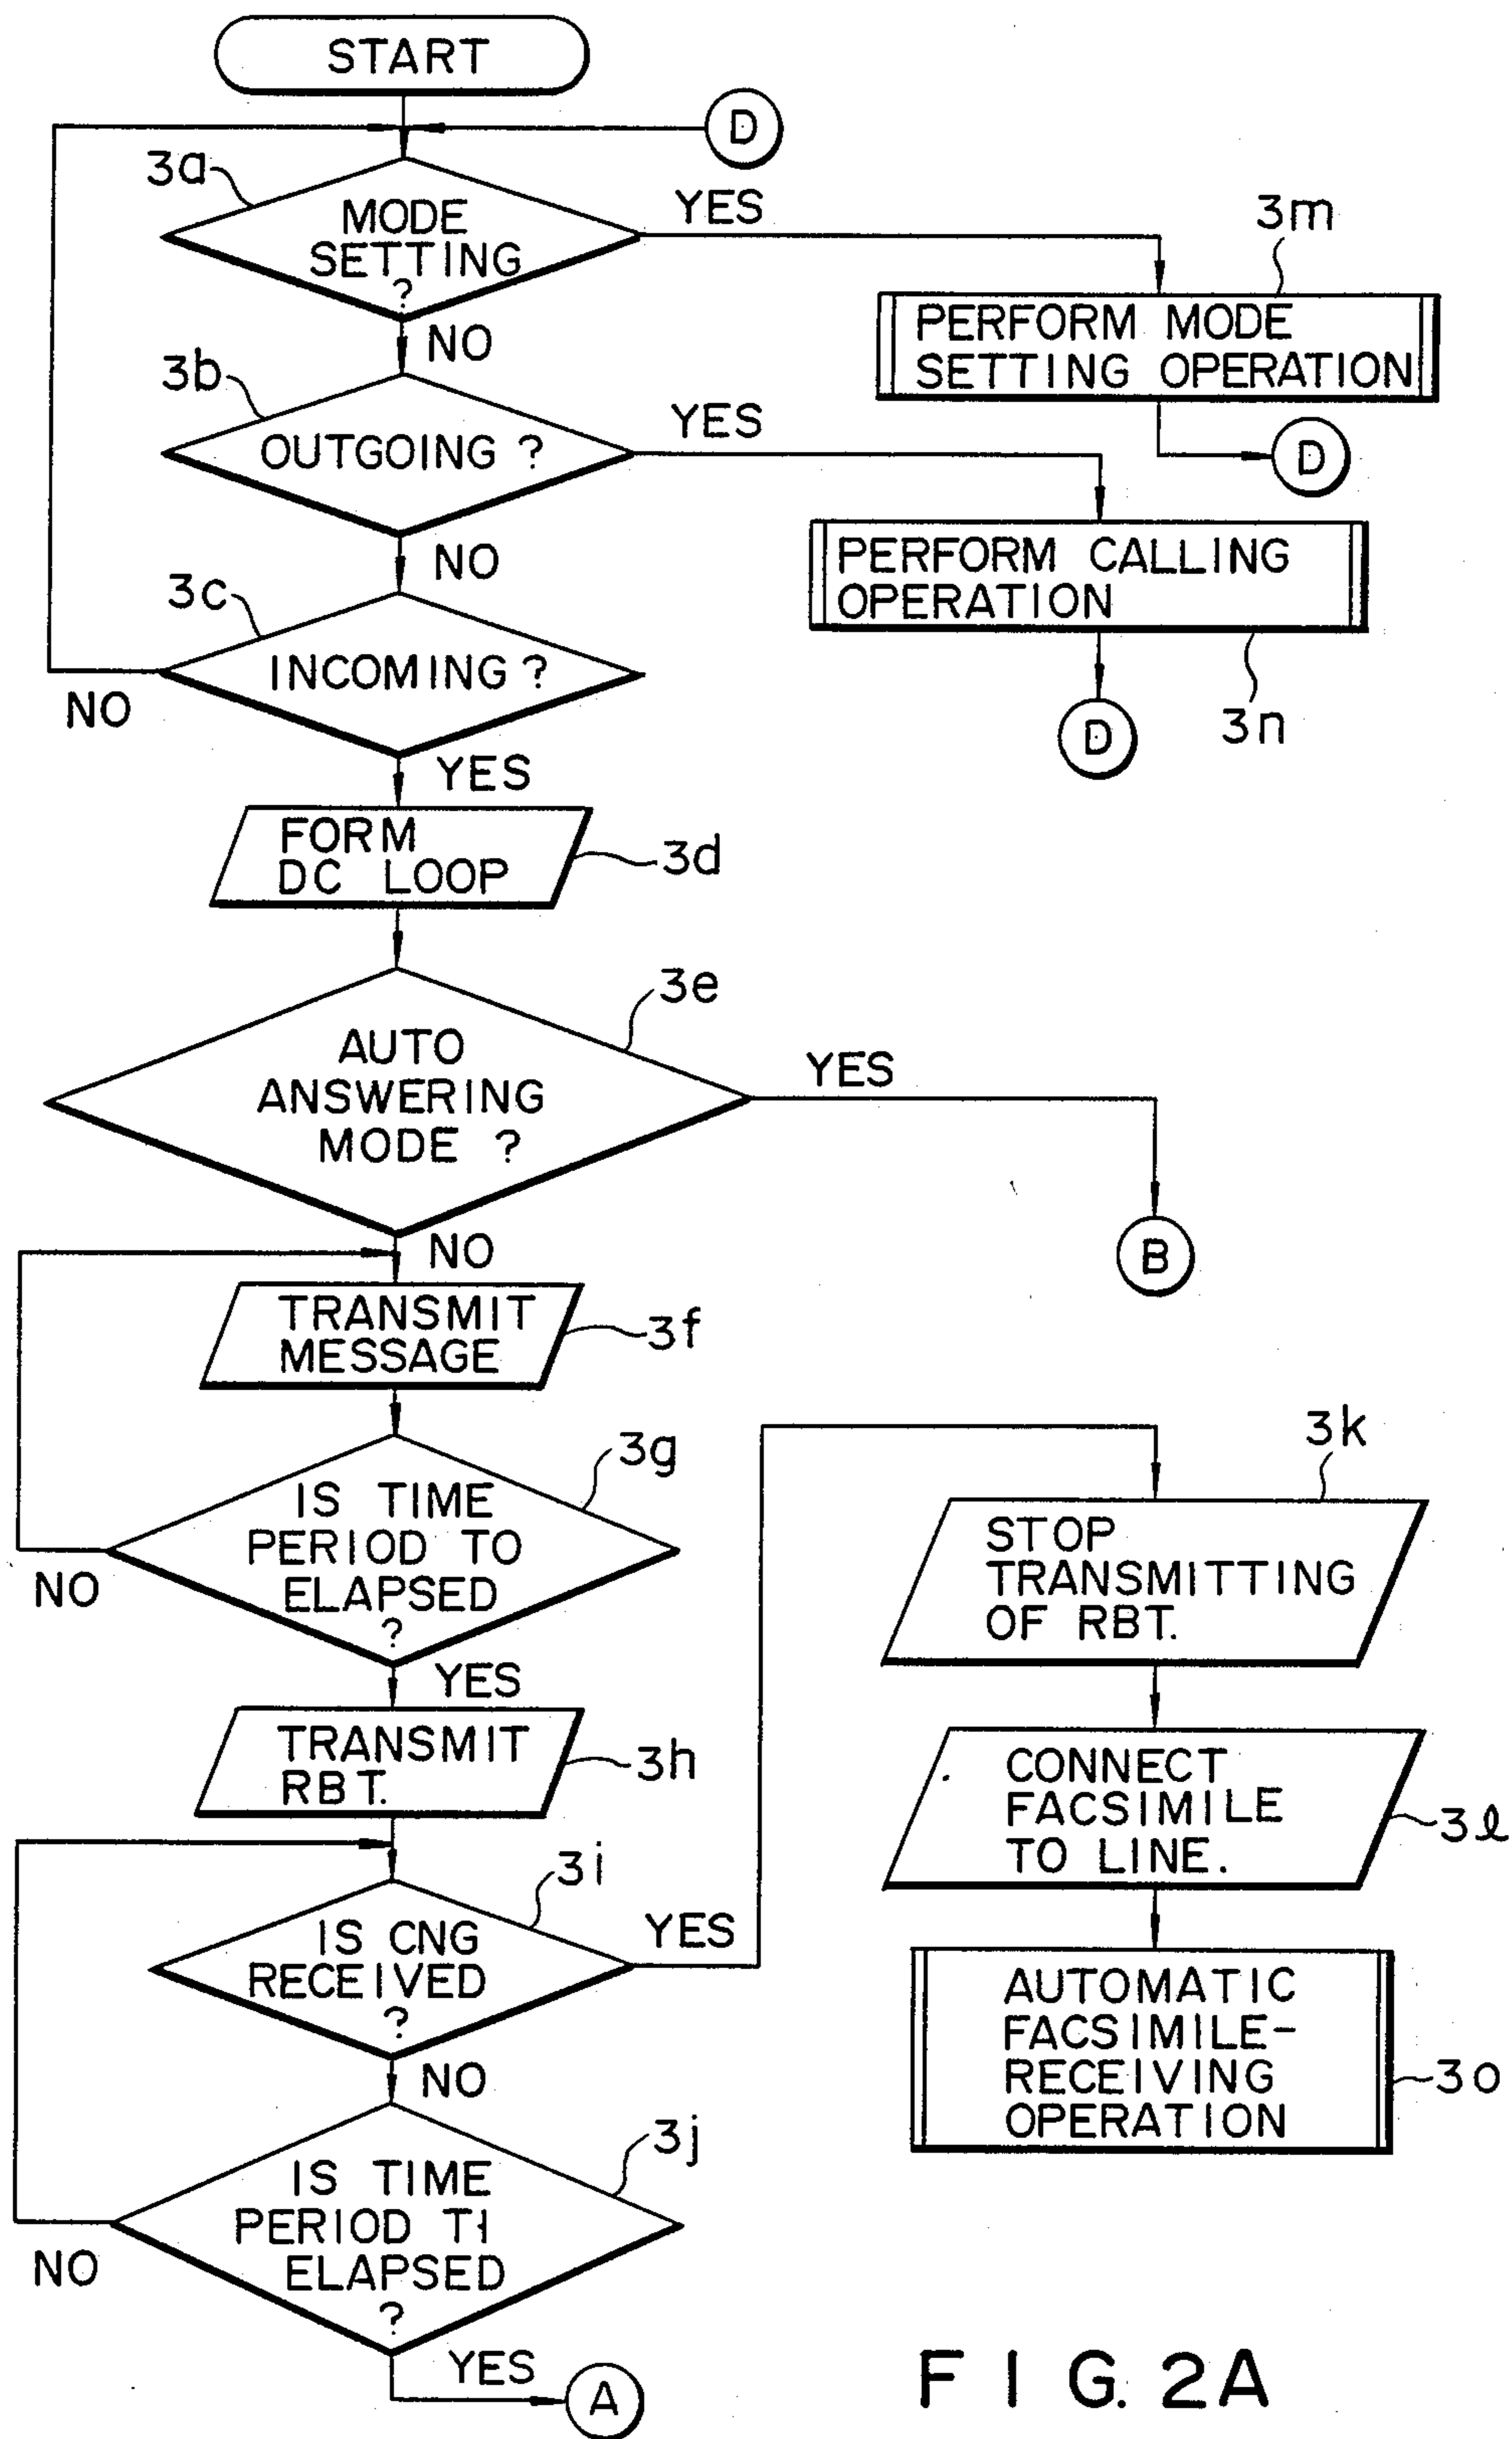 START
D
3a
MODE
SETTING
?
YES
3m
PERFORM MODE
SETTING OPERATION
D
NO
3b
OUTGOING ?
YES
PERFORM CALLING
OPERATION
3n
D
NO
3c
INCOMING ?
NO
YES
FORM
DC LOOP
3d
3e
AUTO
ANSWERING
MODE ?
YES
B
NO
TRANSMIT
MESSAGE
3f
3g
IS TIME
PERIOD TO
ELAPSED
?
NO
YES
TRANSMIT
RBT.
3h
3i
IS CNG
RECEIVED
?
YES
3k
STOP
TRANSMITTING
OF RBT.
CONNECT
FACSIMILE
TO LINE.
3l
AUTOMATIC
FACSIMILE-
RECEIVING
OPERATION
3o
NO
3j
IS TIME
PERIOD T1
ELAPSED
?
NO
YES
A
FIG. 2A